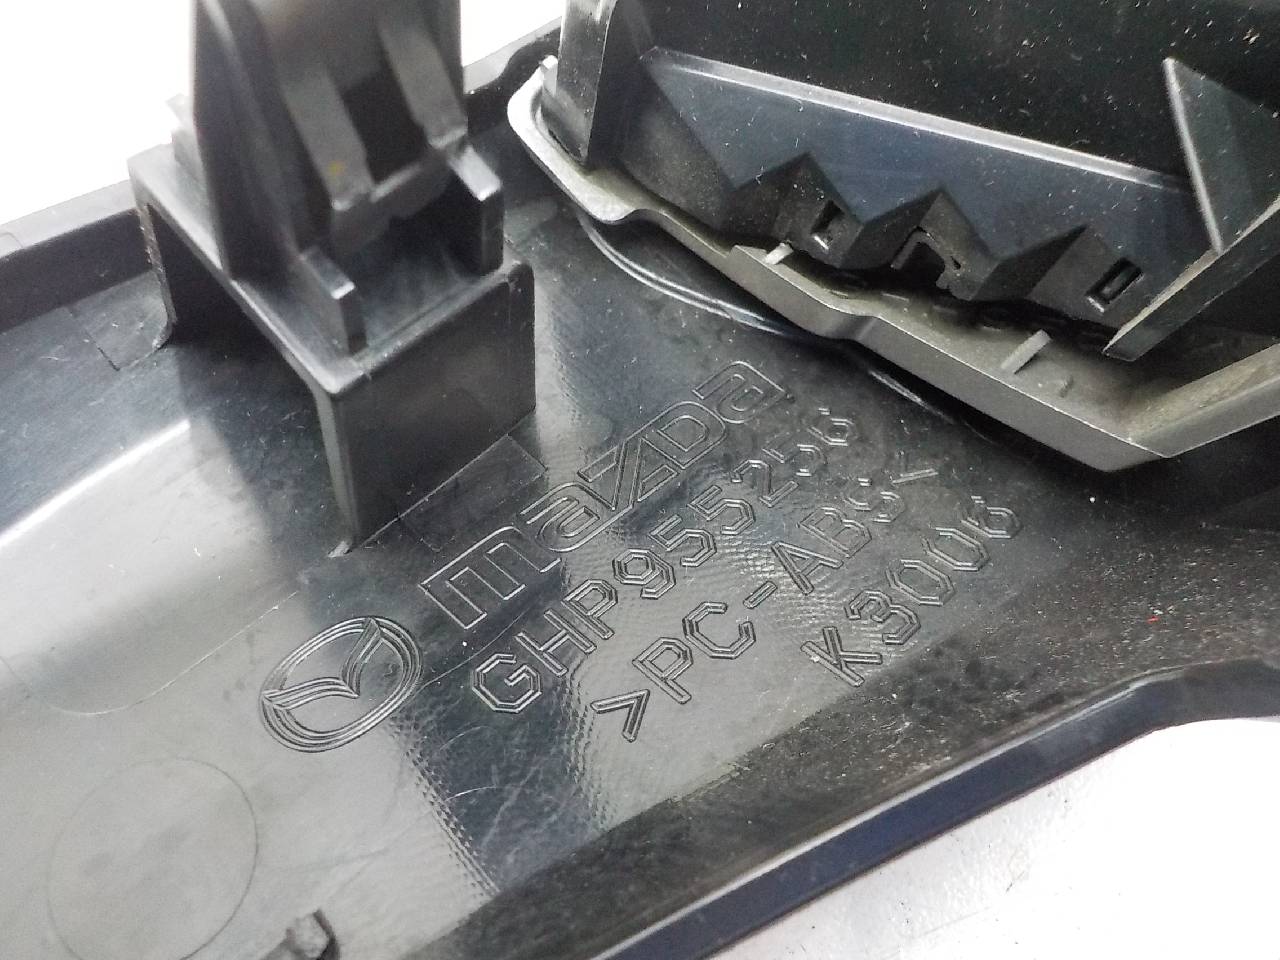 mazda
GHP955256
>PC-ABS<
K3006